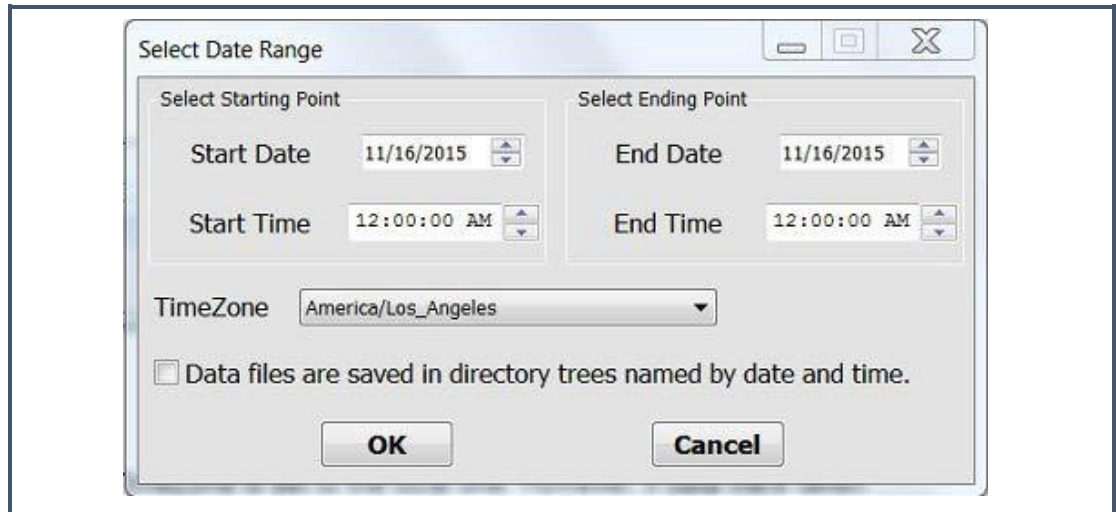 Select Date Range
Select Starting Point
Start Date 11/16/2015
Start Time 12:00:00 AM
Select Ending Point
End Date 11/16/2015
End Time 12:00:00 AM
TimeZone America/Los_Angeles
Data files are saved in directory trees named by date and time.
OK Cancel